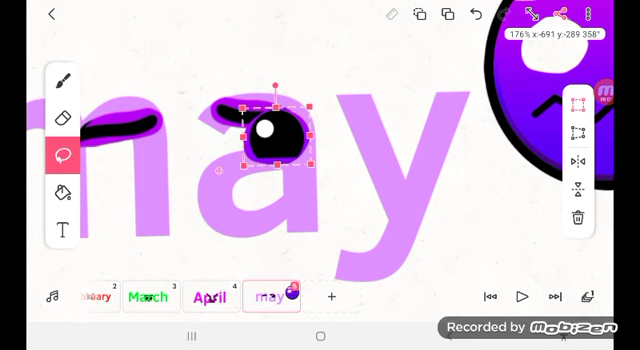 176% x:-691 y:-289 358°
may
T
bruary 2
March 3
April 4
may 5
Recorded by Mobizen